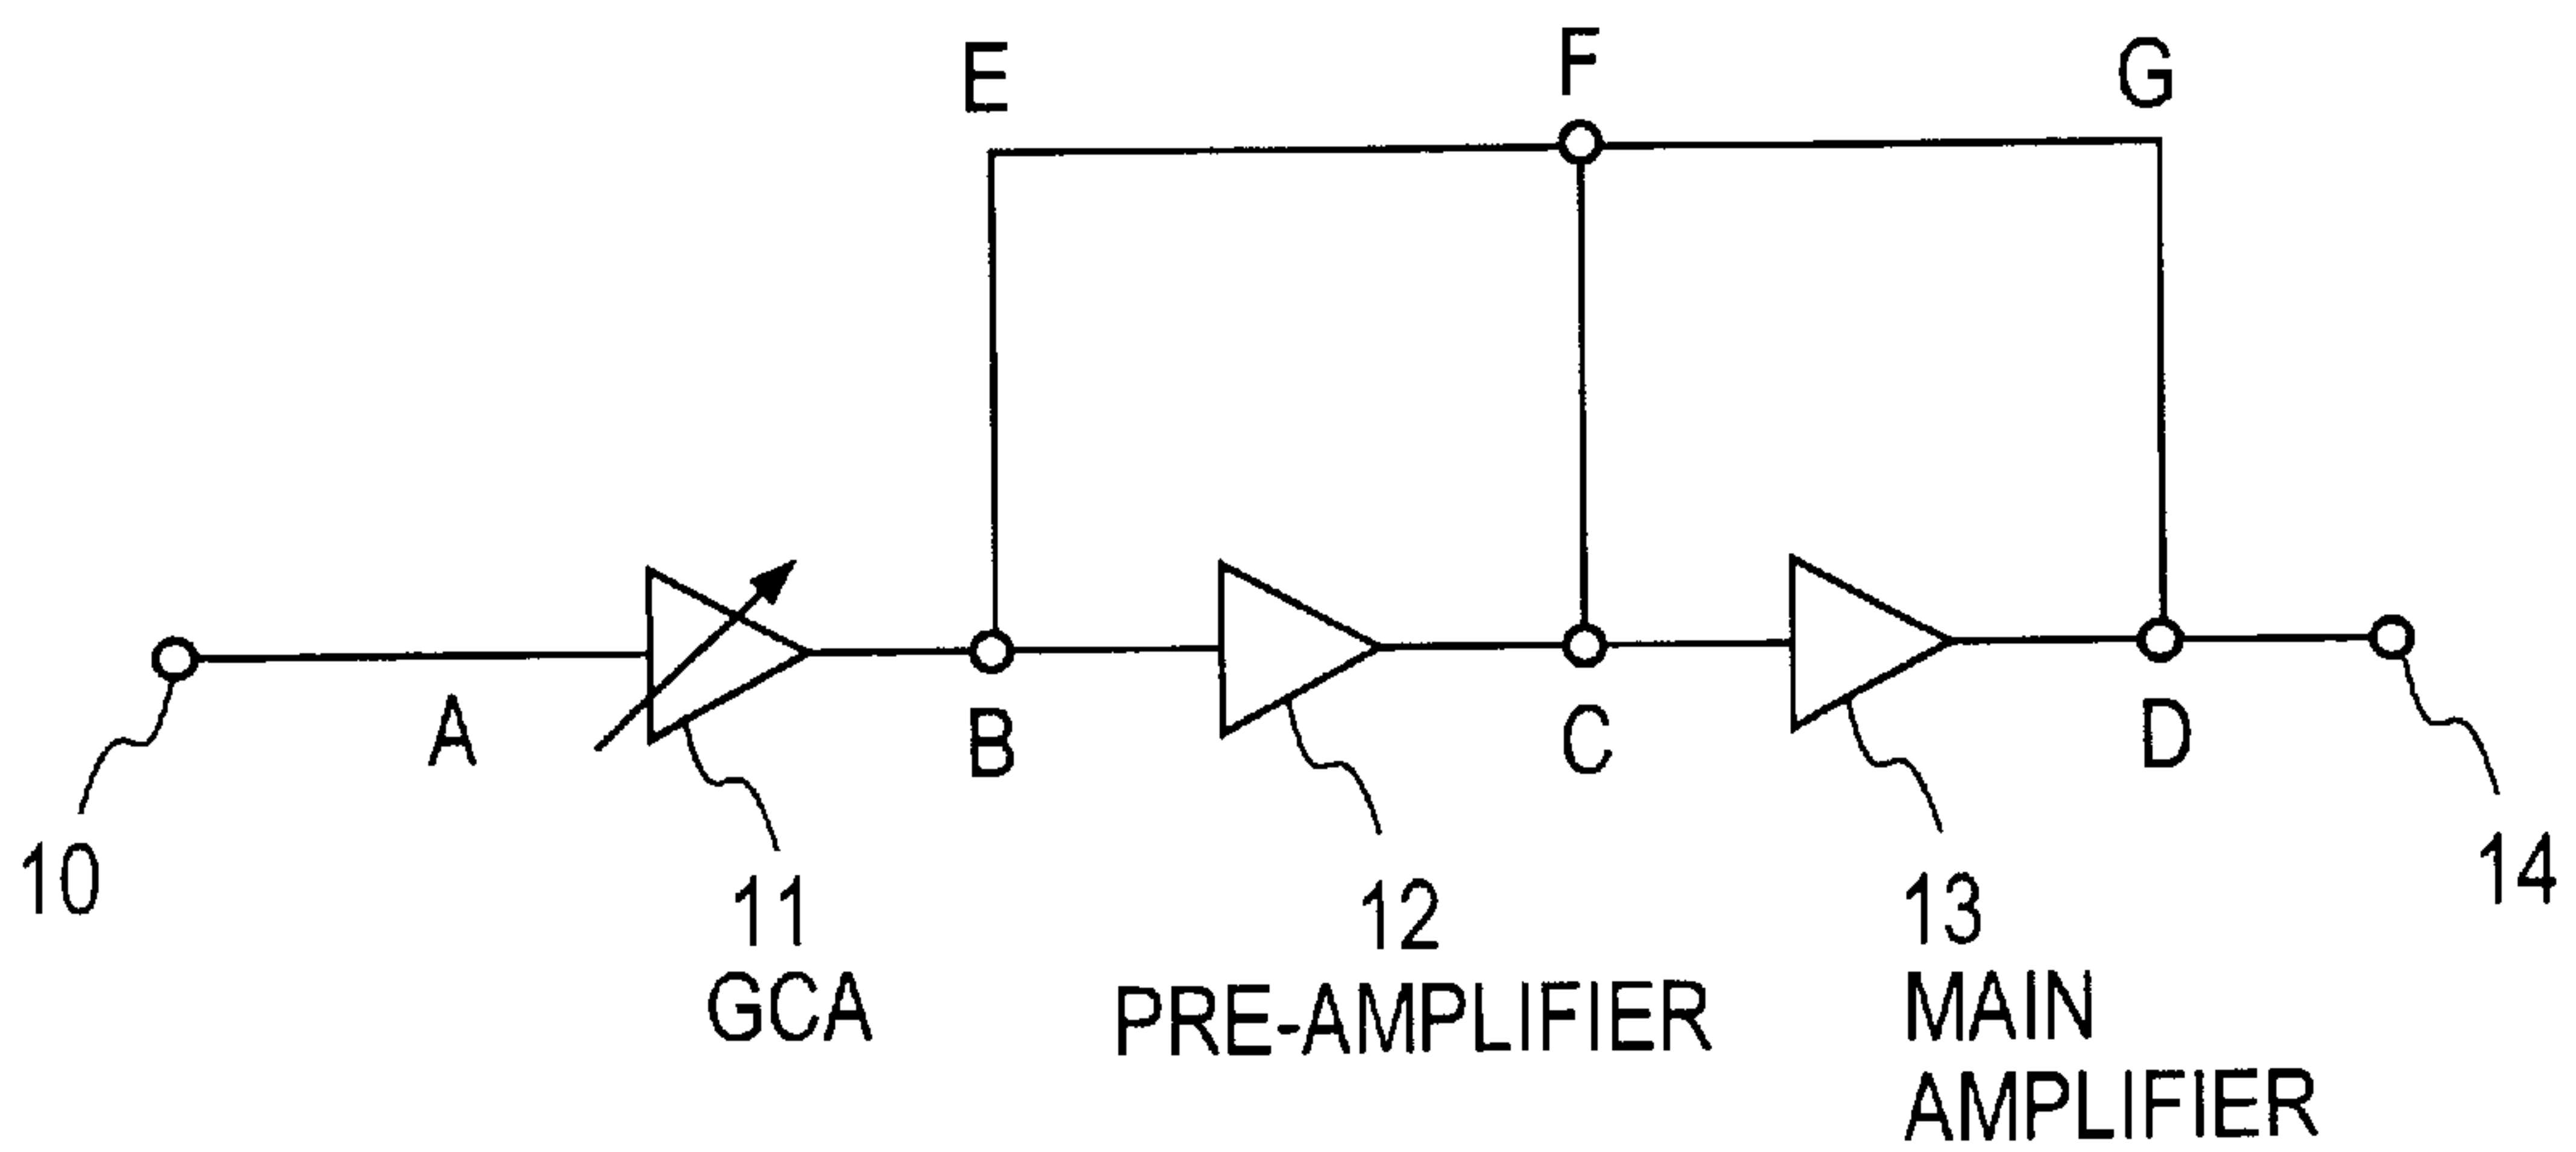 E
F
G
A
B
C
D
10
11
GCA
12
PRE-AMPLIFIER
13
MAIN
AMPLIFIER
14